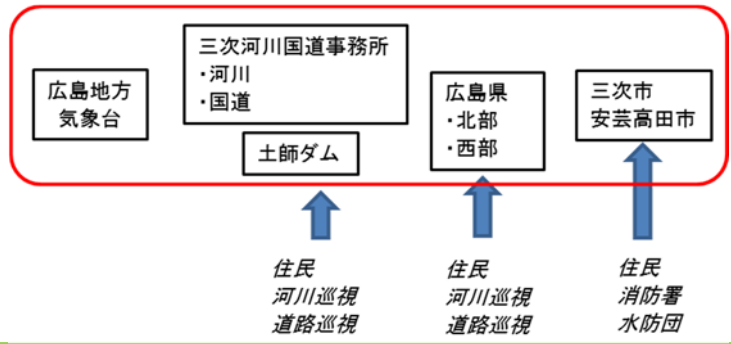 広島地方
気象台
三次河川国道事務所
・河川
・国道
土師ダム
広島県
・北部
・西部
三次市
安芸高田市
住民
河川巡視
道路巡視
住民
河川巡視
道路巡視
住民
消防署
水防団